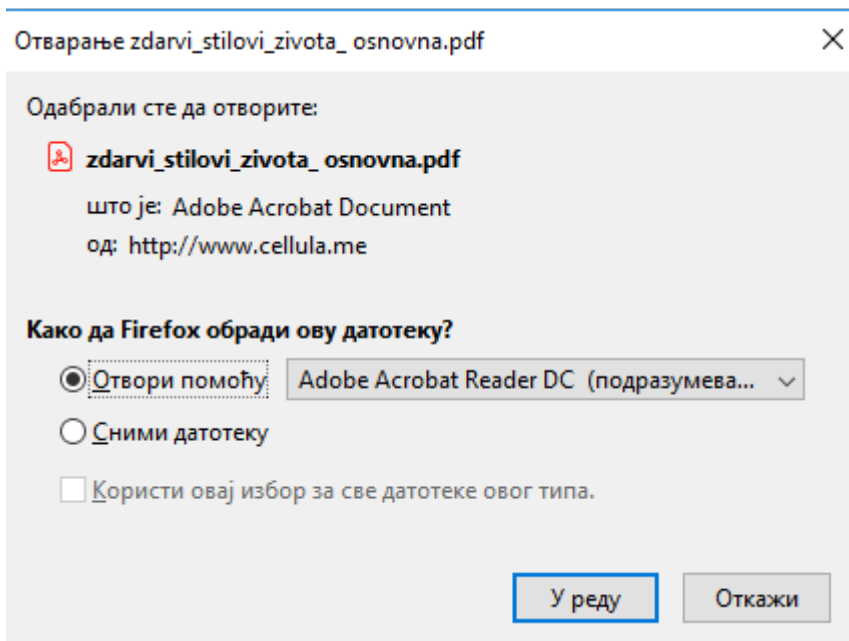 Отварање zdarvi_stilovi_zivota_ osnovna.pdf
Одабрали сте да отворите:
zdarvi_stilovi_zivota_ osnovna.pdf
што је: Adobe Acrobat Document
од: http://www.cellula.me
Како да Firefox обради ову датотеку?
Отвори помоћу Adobe Acrobat Reader DC (подразумева...
Сними датотеку
Користи овај избор за све датотеке овог типа.
У реду Откажи